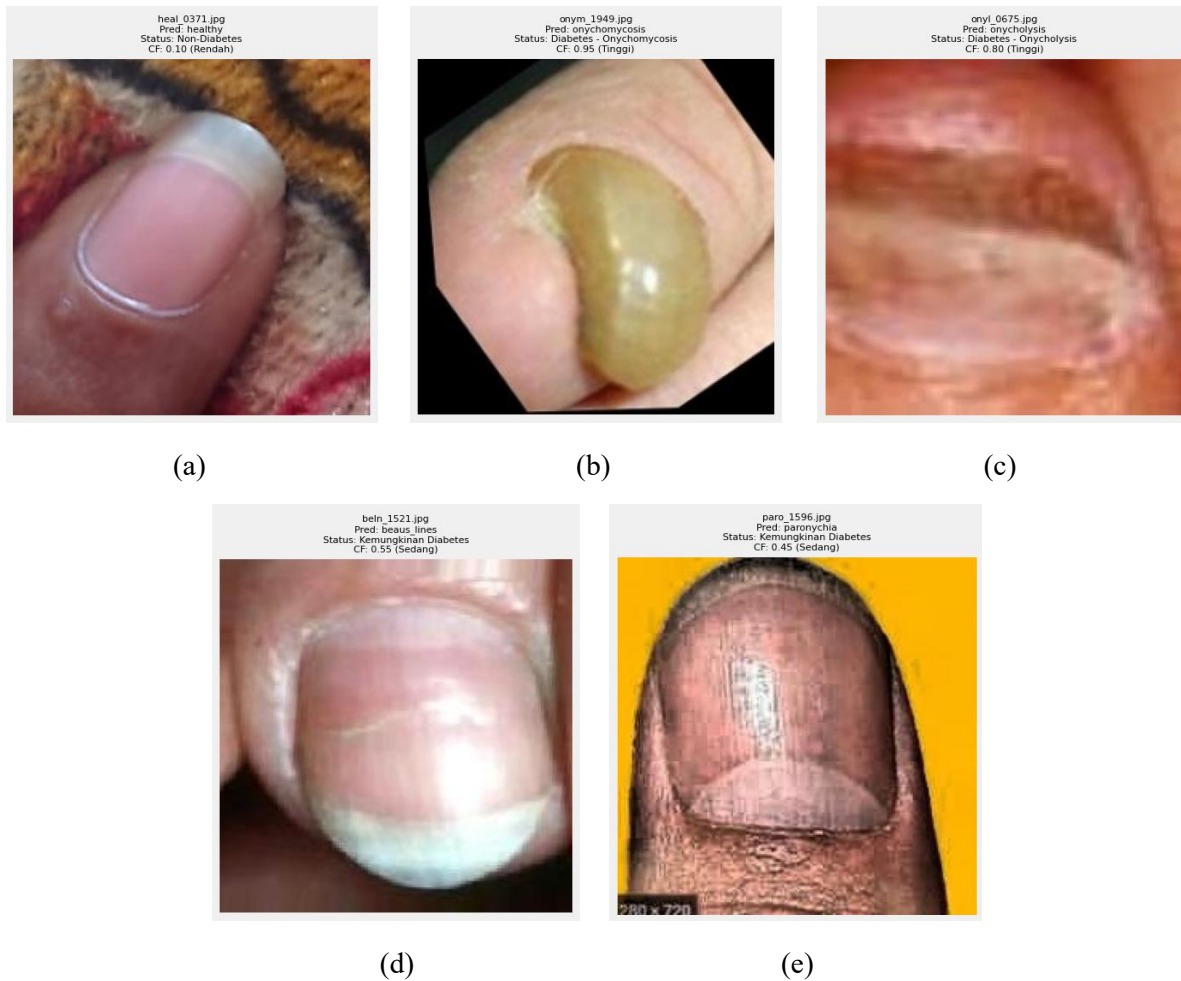 heal_0371.jpg
Pred: healthy
Status: Non-Diabetes
CF: 0.10 (Rendah)
onym_1949.jpg
Pred: onychomycosis
Status: Diabetes - Onychomycosis
CF: 0.95 (Tinggi)
onyl_0675.jpg
Pred: onycholysis
Status: Diabetes - Onycholysis
CF: 0.80 (Tinggi)
(a)
(b)
(c)
beln_1521.jpg
Pred: beaus_lines
Status: Kemungkinan Diabetes
CF: 0.55 (Sedang)
paro_1596.jpg
Pred: paronychia
Status: Kemungkinan Diabetes
CF: 0.45 (Sedang)
280 × 720
(d)
(e)